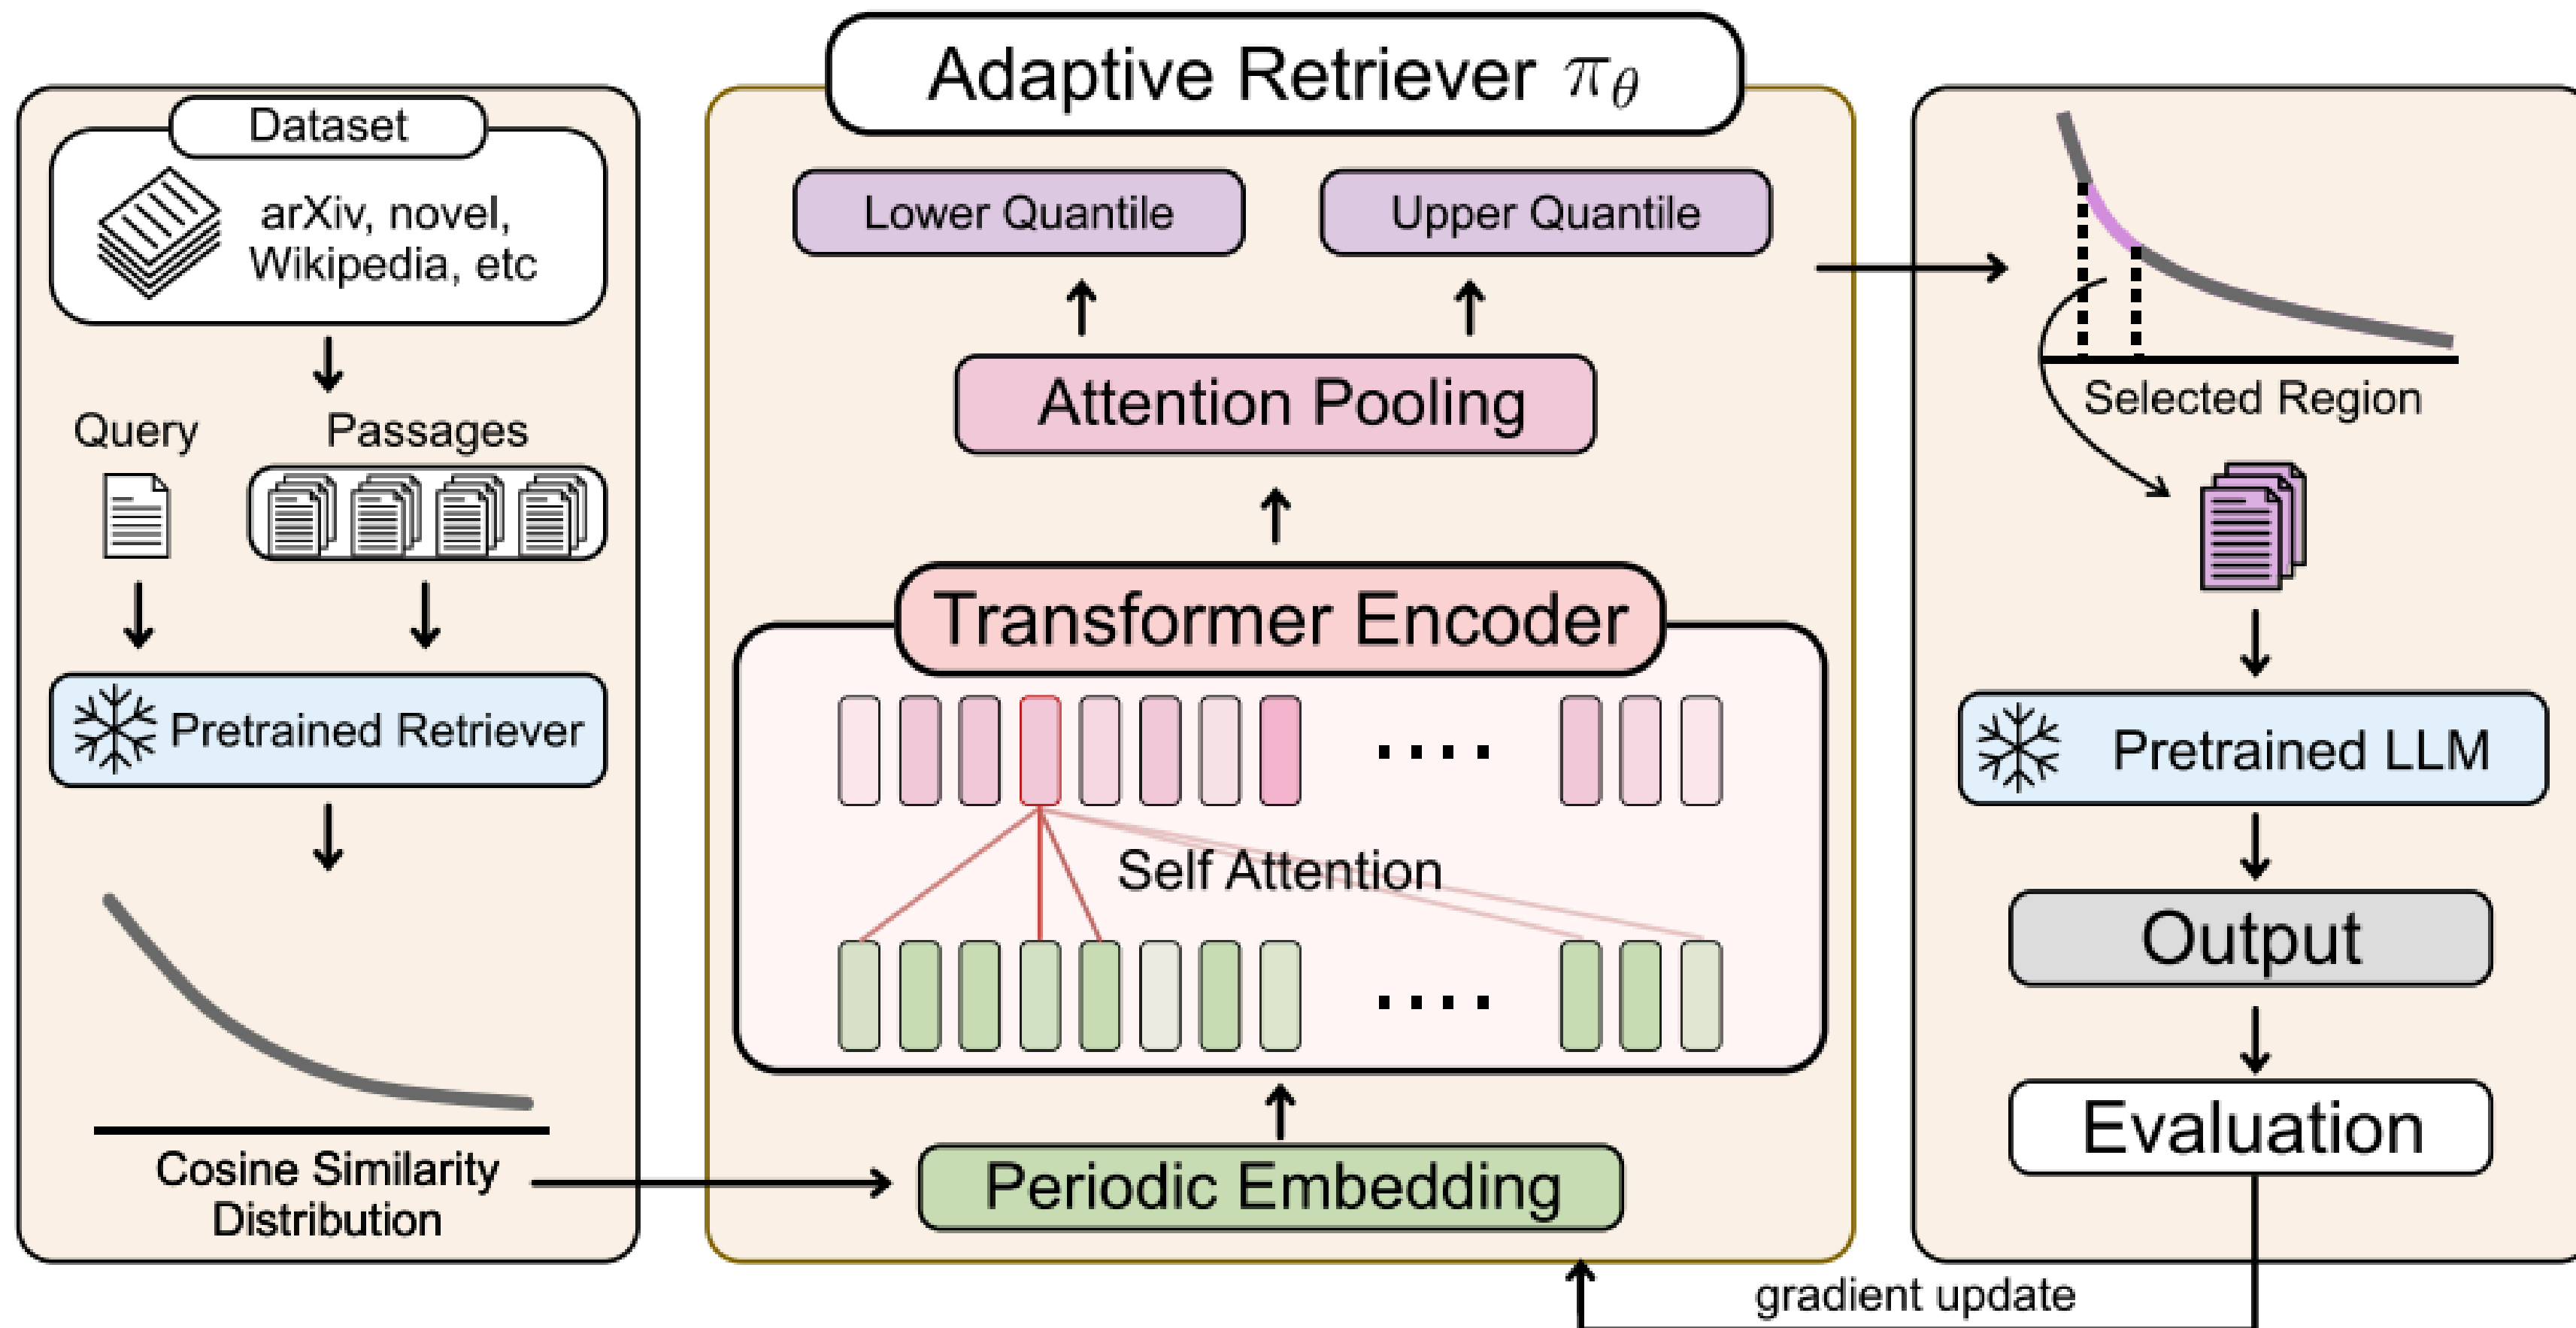 Dataset
arXiv, novel,
Wikipedia, etc
Query
Passages
Pretrained Retriever
Cosine Similarity
Distribution
Adaptive Retriever πθ
Lower Quantile
Upper Quantile
Attention Pooling
Transformer Encoder
Self Attention
Periodic Embedding
Selected Region
Pretrained LLM
Output
Evaluation
gradient update